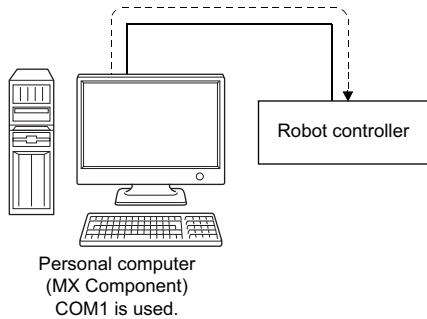 Robot controller
Personal computer
(MX Component)
COM1 is used.